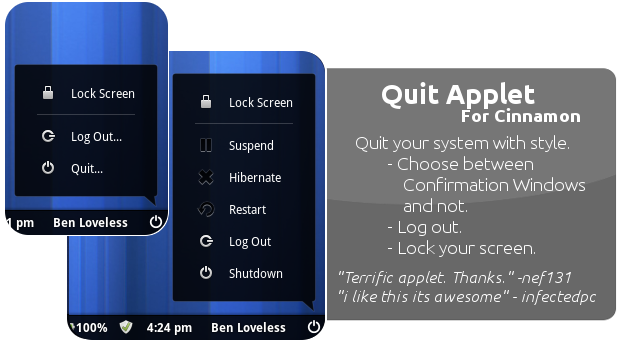 Lock Screen
Log Out...
Quit...
1 pm Ben Loveless
Lock Screen
Suspend
Hibernate
Restart
Log Out
Shutdown
100% 4:24 pm Ben Loveless
Quit Applet
For Cinnamon
Quit your system with style.
- Choose between
Confirmation Windows
and not.
- Log out.
- Lock your screen.
"Terrific applet. Thanks." -nef131
"i like this its awesome" - infectedpc